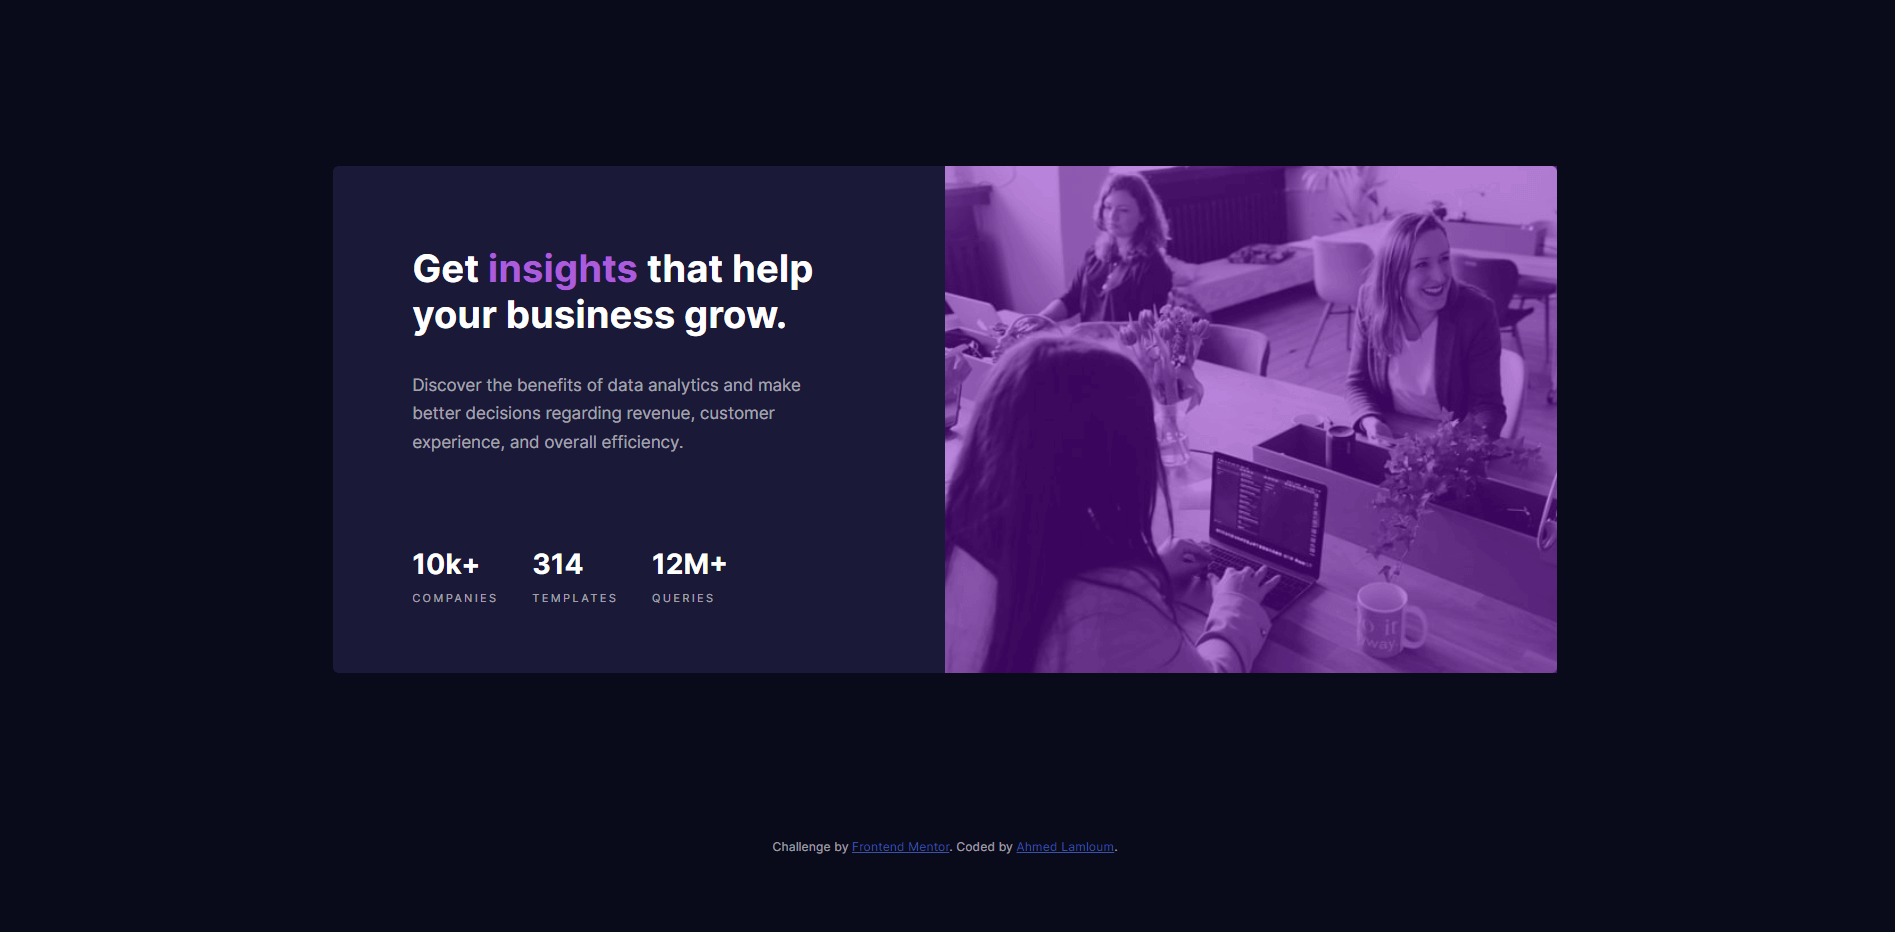 Get insights that help
your business grow.
Discover the benefits of data analytics and make
better decisions regarding revenue, customer
experience, and overall efficiency.
10k+ 314 12M+
COMPANIES TEMPLATES QUERIES
Challenge by Frontend Mentor. Coded by Ahmed Lamloum.